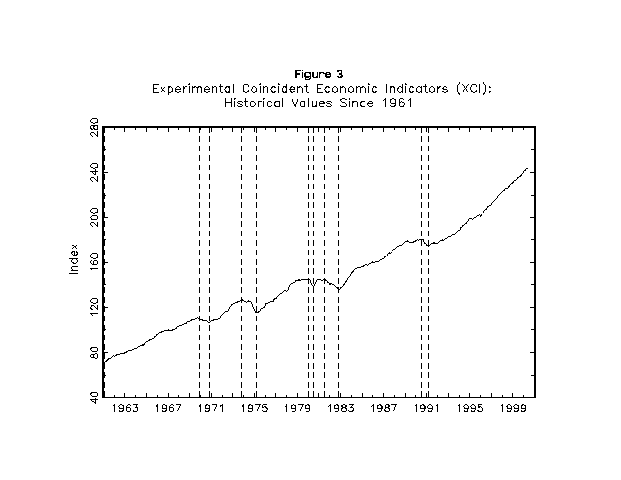 Figure 3
Experimental Coincident Economic Indicators (XCI):
Historical Values Since 1961
280
240
200
160
120
80
40
Index
1963 1967 1971 1975 1979 1983 1987 1991 1995 1999